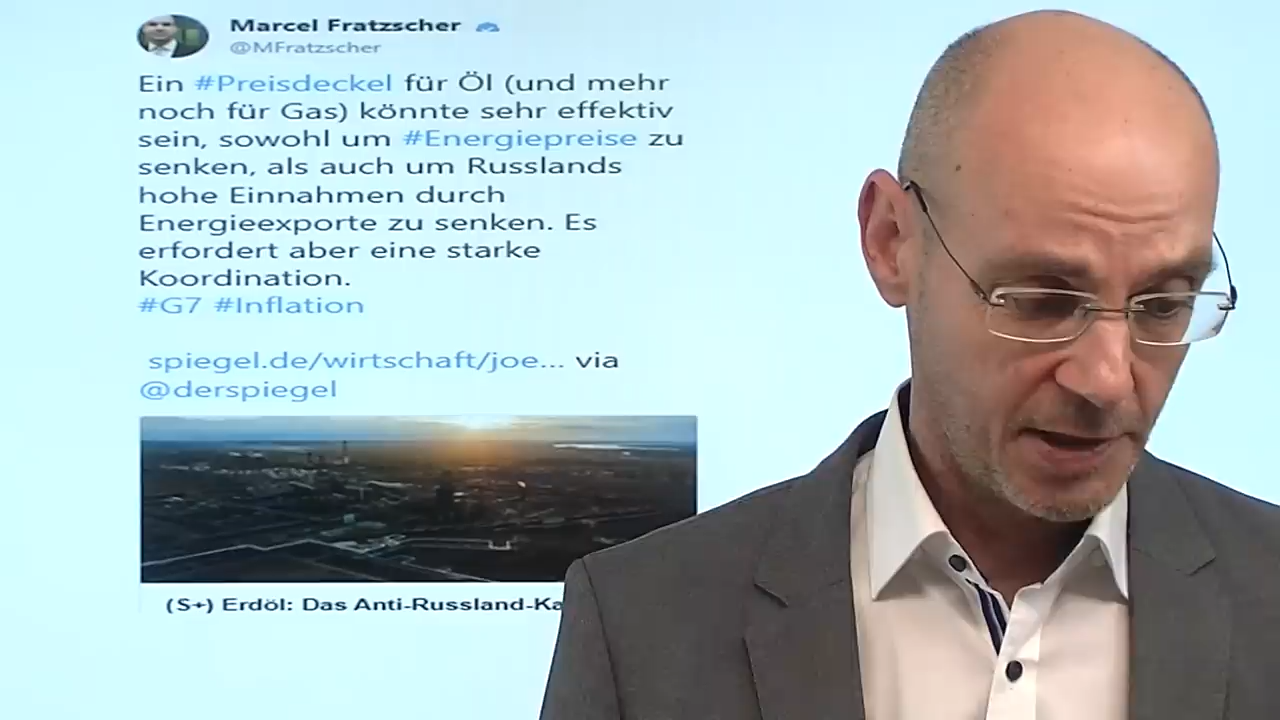 Marcel Fratzscher
@MFratzscher
Ein #Preisdeckel für Öl (und mehr
noch für Gas) könnte sehr effektiv
sein, sowohl um #Energiepreise zu
senken, als auch um Russlands
hohe Einnahmen durch
Energieexporte zu senken. Es
erfordert aber eine starke
Koordination.
#G7 #Inflation
spiegel.de/wirtschaft/joe... via
@derspiegel
(S+) Erdöl: Das Anti-Russland-Ka